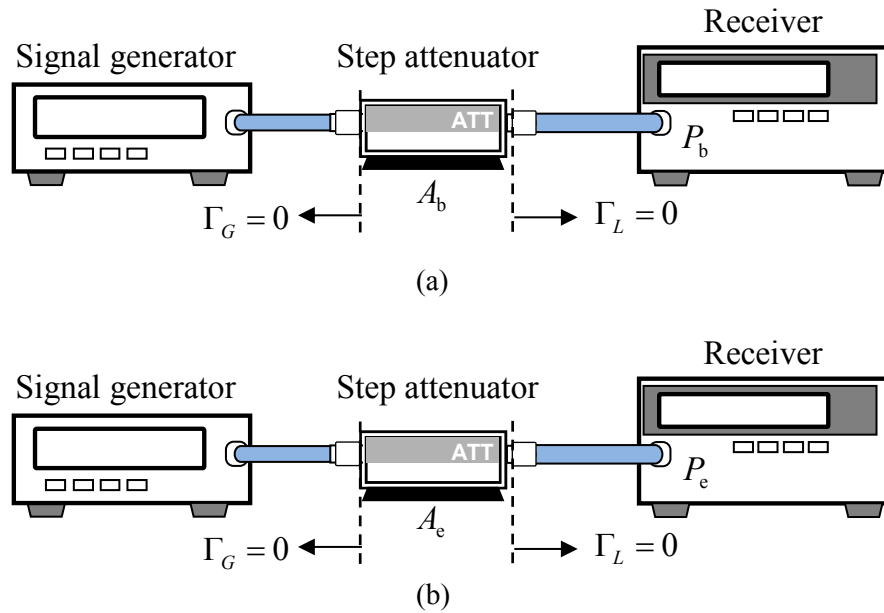 Signal generator
Step attenuator
Receiver
ATT
P_b
A_b
Γ_G = 0
Γ_L = 0
(a)
Signal generator
Step attenuator
Receiver
ATT
P_e
A_e
Γ_G = 0
Γ_L = 0
(b)